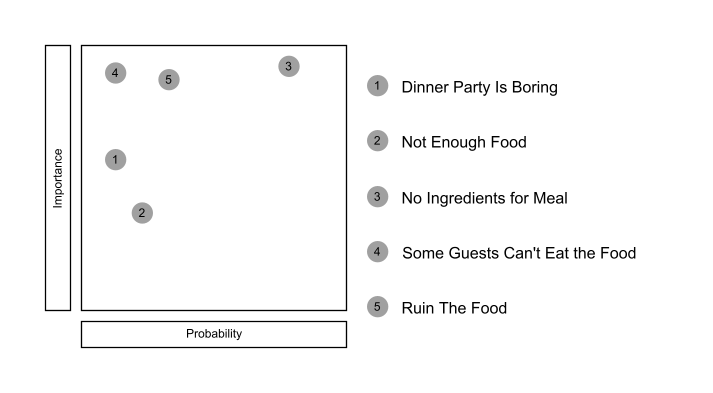 3
4
5
1
2
Importance
Probability
1 Dinner Party Is Boring
2 Not Enough Food
3 No Ingredients for Meal
4 Some Guests Can't Eat the Food
5 Ruin The Food